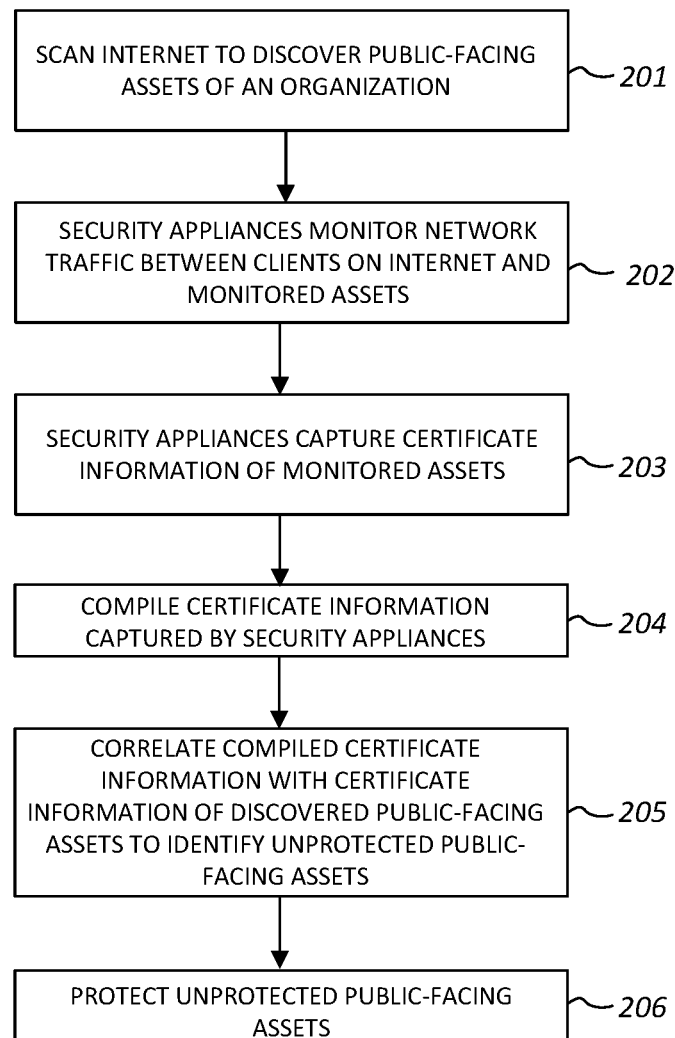 SCAN INTERNET TO DISCOVER PUBLIC-FACING
ASSETS OF AN ORGANIZATION
201
SECURITY APPLIANCES MONITOR NETWORK
TRAFFIC BETWEEN CLIENTS ON INTERNET AND
MONITORED ASSETS
202
SECURITY APPLIANCES CAPTURE CERTIFICATE
INFORMATION OF MONITORED ASSETS
203
COMPILE CERTIFICATE INFORMATION
CAPTURED BY SECURITY APPLIANCES
204
CORRELATE COMPILED CERTIFICATE
INFORMATION WITH CERTIFICATE
INFORMATION OF DISCOVERED PUBLIC-FACING
ASSETS TO IDENTIFY UNPROTECTED PUBLIC-
FACING ASSETS
205
PROTECT UNPROTECTED PUBLIC-FACING
ASSETS
206